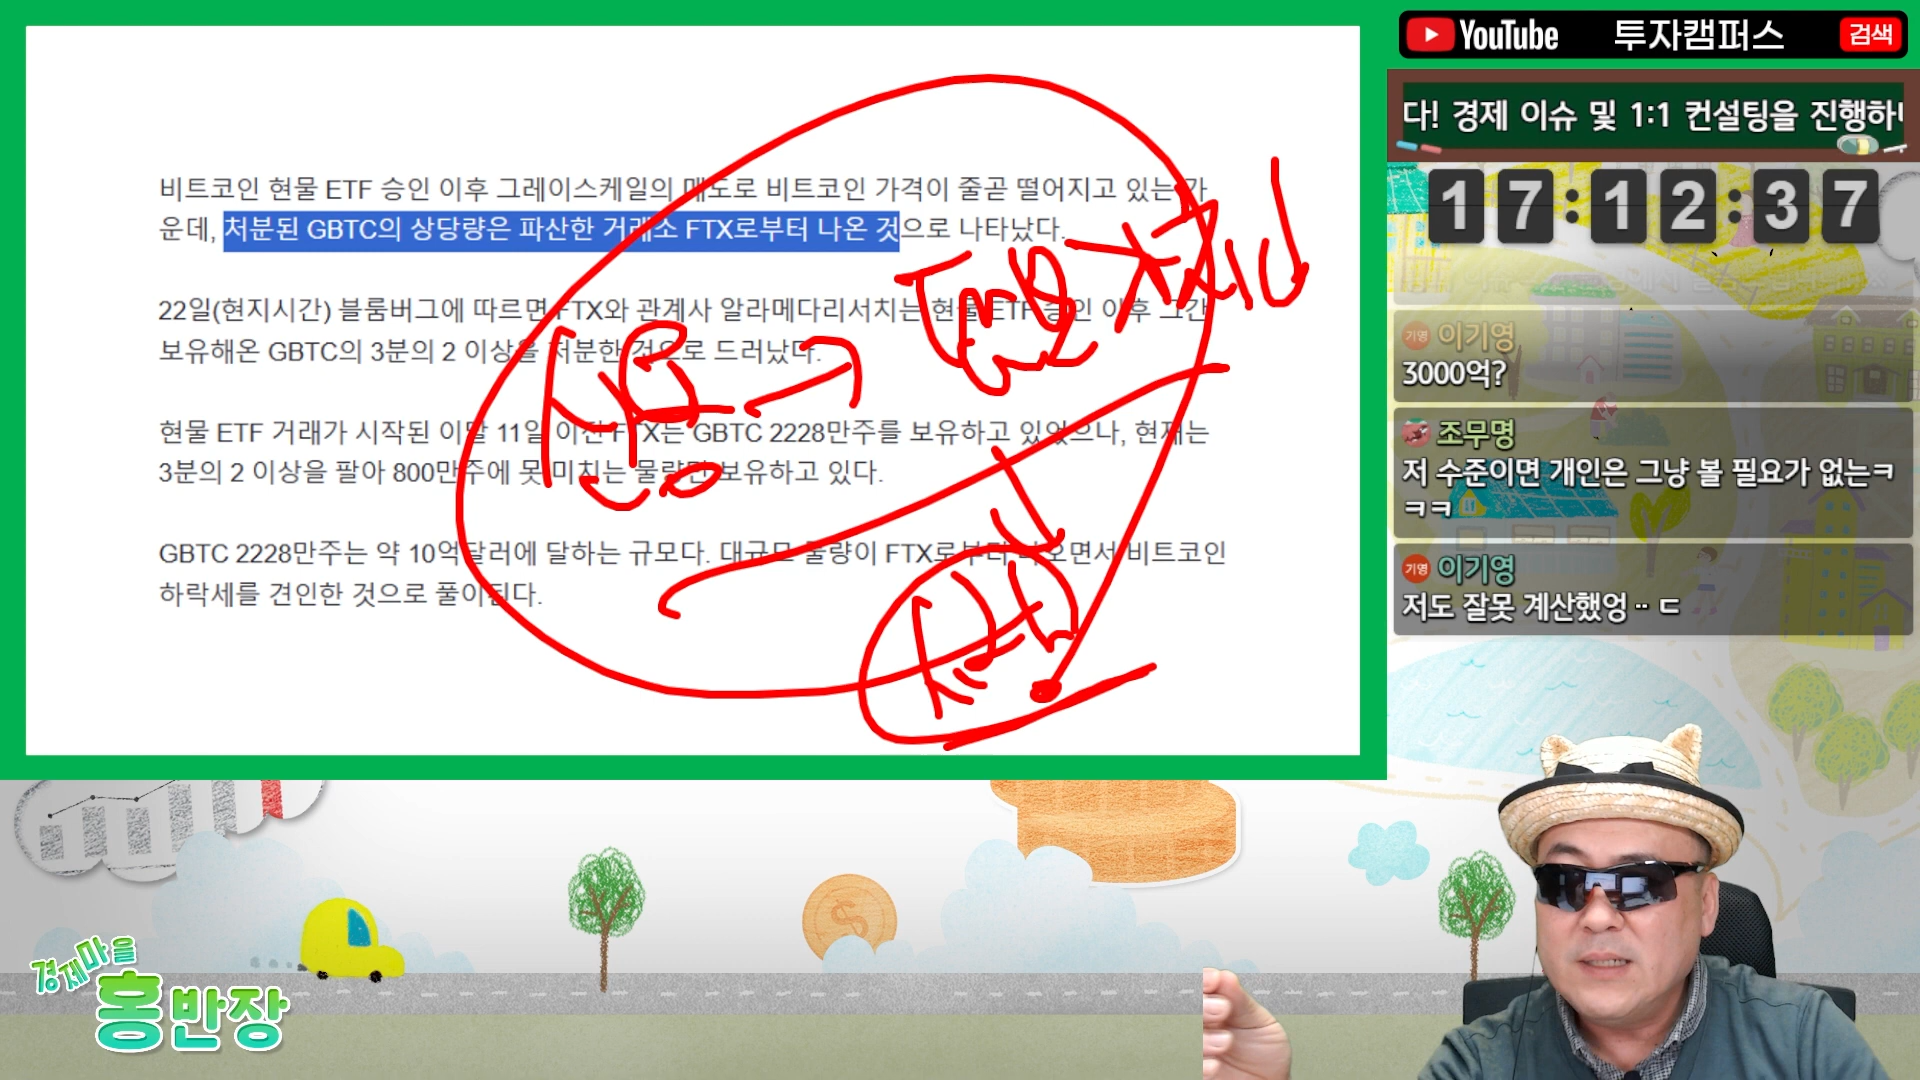 비트코인 현물 ETF 승인 이후 그레이스케일의 매도로 비트코인 가격이 줄곧 떨어지고 있는 가
운데, 처분된 GBTC의 상당량은 파산한 거래소 FTX로부터 나온 것으로 나타났다.
22일(현지시간) 블룸버그에 따르면 FTX와 관계사 알라메다리서치는 현물 ETF 승인 이후 그간
보유해온 GBTC의 3분의 2 이상을 처분한 것으로 드러났다.
현물 ETF 거래가 시작된 이달 11일 이전 FTX는 GBTC 2228만주를 보유하고 있었으나, 현재는
3분의 2 이상을 팔아 800만주에 못 미치는 물량만 보유하고 있다.
GBTC 2228만주는 약 10억 달러에 달하는 규모다. 대규모 물량이 FTX로부터 나오면서 비트코인
하락세를 견인한 것으로 풀이된다.
YouTube 투자캠퍼스 검색
다! 경제 이슈 및 1:1 컨설팅을 진행하
17:12:37
기영 이기영
3000억?
조무명
저 수준이면 개인은 그냥 볼 필요가 없는ㅋ
ㅋㅋ
기영 이기영
저도 잘못 계산했엉 ·· ㄷ
경제마을
홍반장